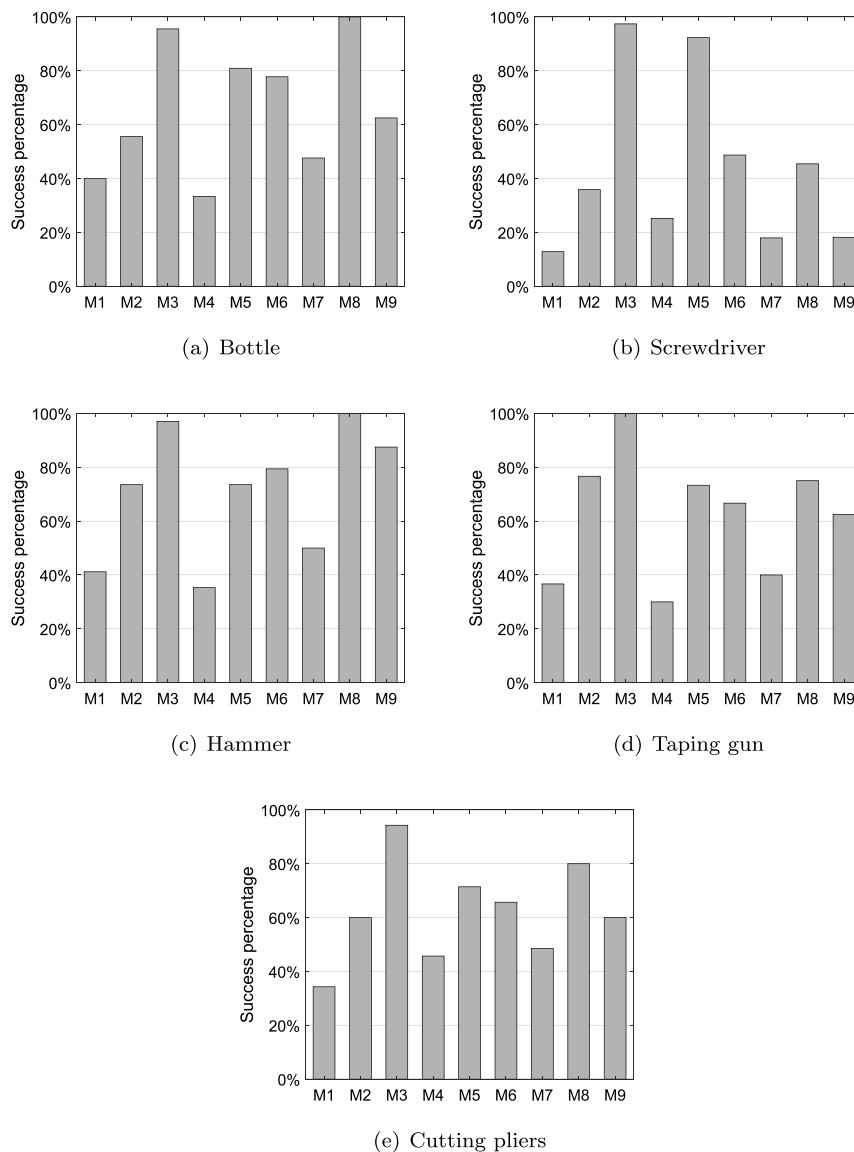 100%
80%
60%
40%
20%
0%
Success percentage
M1 M2 M3 M4 M5 M6 M7 M8 M9
(a) Bottle
100%
80%
60%
40%
20%
0%
Success percentage
M1 M2 M3 M4 M5 M6 M7 M8 M9
(b) Screwdriver
100%
80%
60%
40%
20%
0%
Success percentage
M1 M2 M3 M4 M5 M6 M7 M8 M9
(c) Hammer
100%
80%
60%
40%
20%
0%
Success percentage
M1 M2 M3 M4 M5 M6 M7 M8 M9
(d) Taping gun
100%
80%
60%
40%
20%
0%
Success percentage
M1 M2 M3 M4 M5 M6 M7 M8 M9
(e) Cutting pliers